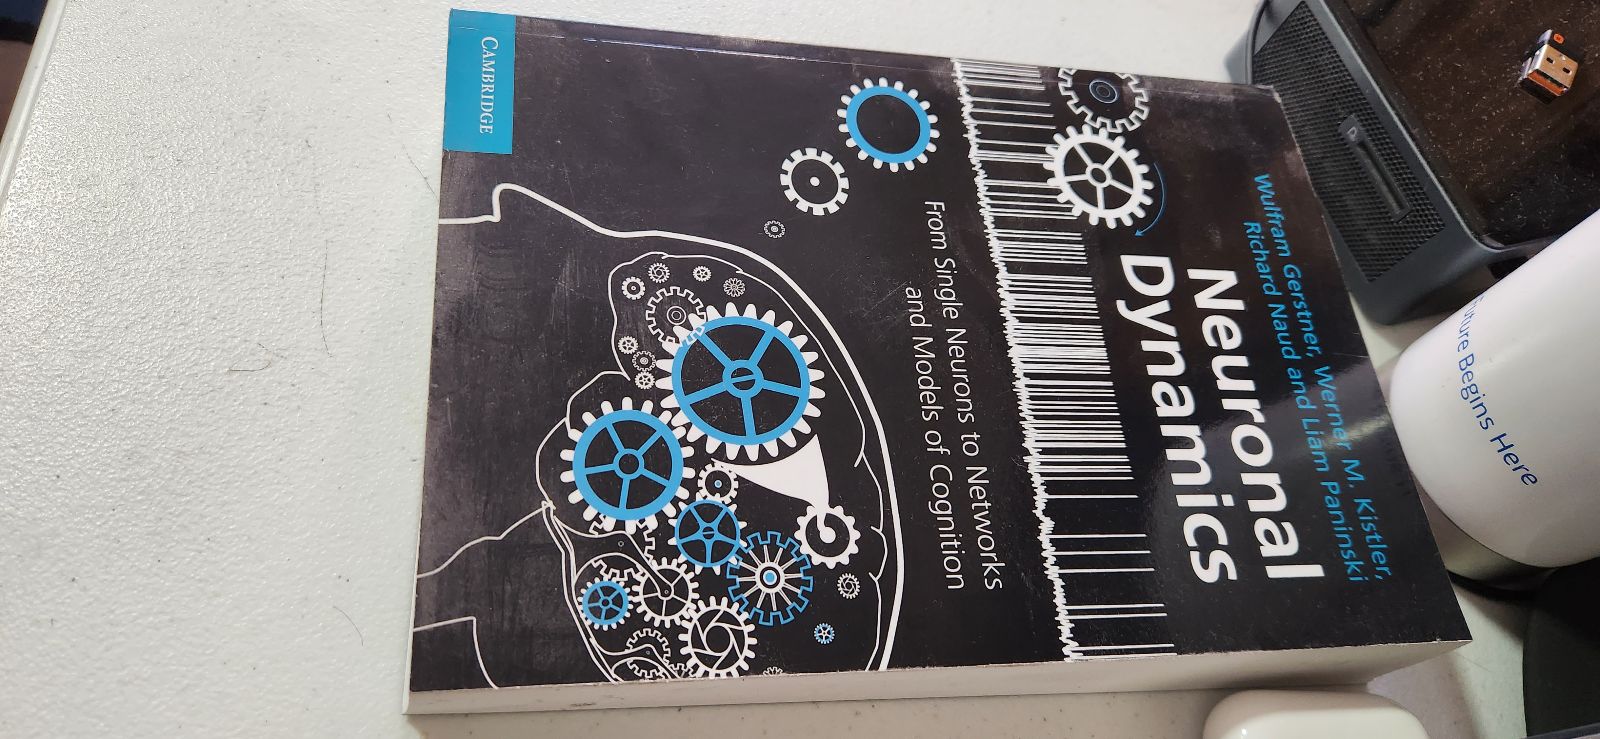 Wulfram Gerstner, Werner M. Kistler,
Richard Naud and Liam Paninski
Neuronal
Dynamics
From Single Neurons to Networks
and Models of Cognition
CAMBRIDGE
Begins Here